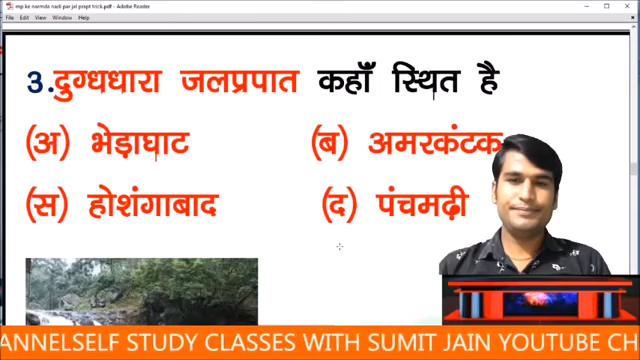 mp ke narmda nadi par jal prapt trick.pdf - Adobe Reader
File Edit View Window Help
3.दुग्धधारा जलप्रपात कहाँ स्थित है
(अ) भेड़ाघाट (ब) अमरकंटक
(स) होशंगाबाद (द) पंचमढ़ी
ANNELSELF STUDY CLASSES WITH SUMIT JAIN YOUTUBE CH